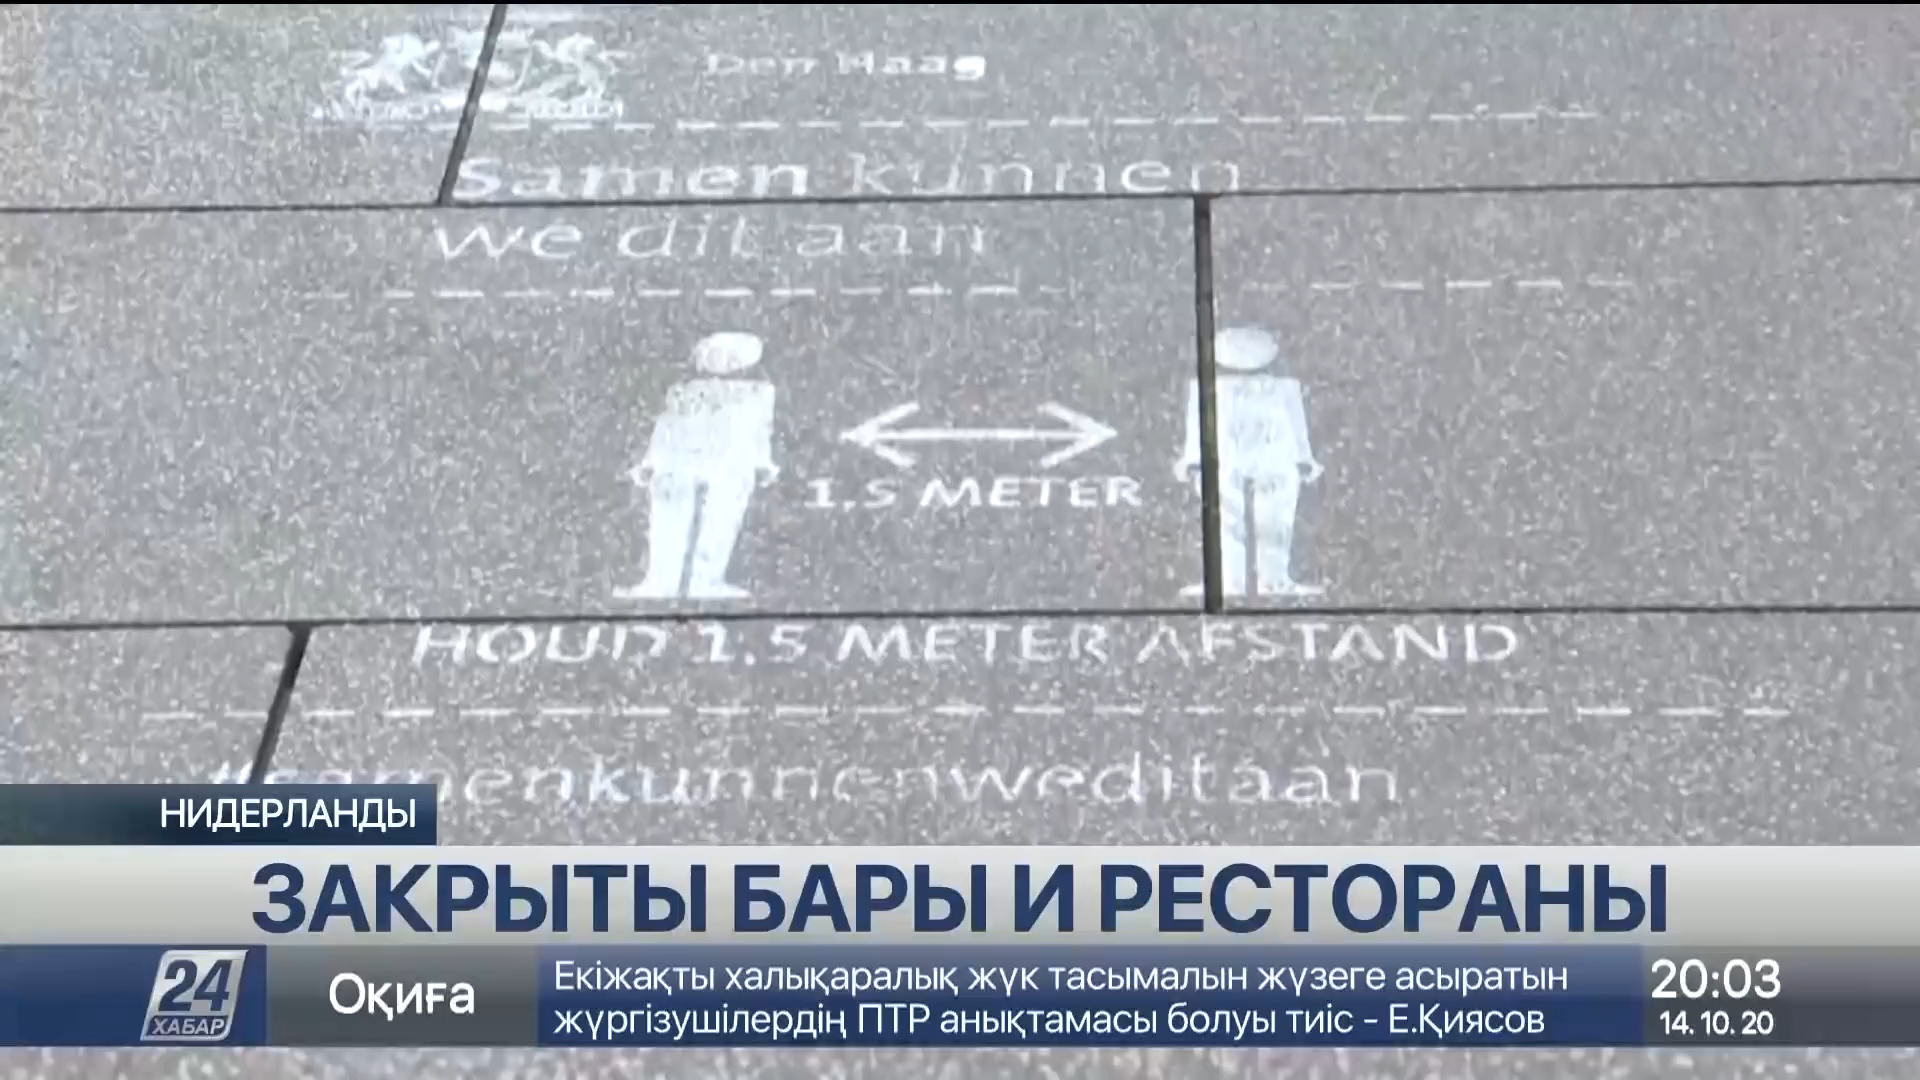 Den Haag
Samen kunnen
we dit aan
1,5 METER
HOUD 1,5 METER AFSTAND
#samenkunnenweditaan
НИДЕРЛАНДЫ
ЗАКРЫТЫ БАРЫ И РЕСТОРАНЫ
24
ХАБАР
Оқиға
Екіжақты халықаралық жүк тасымалын жүзеге асыратын
жүргізушілердің ПТР анықтамасы болуы тиіс - Е.Қиясов
20:03
14. 10. 20